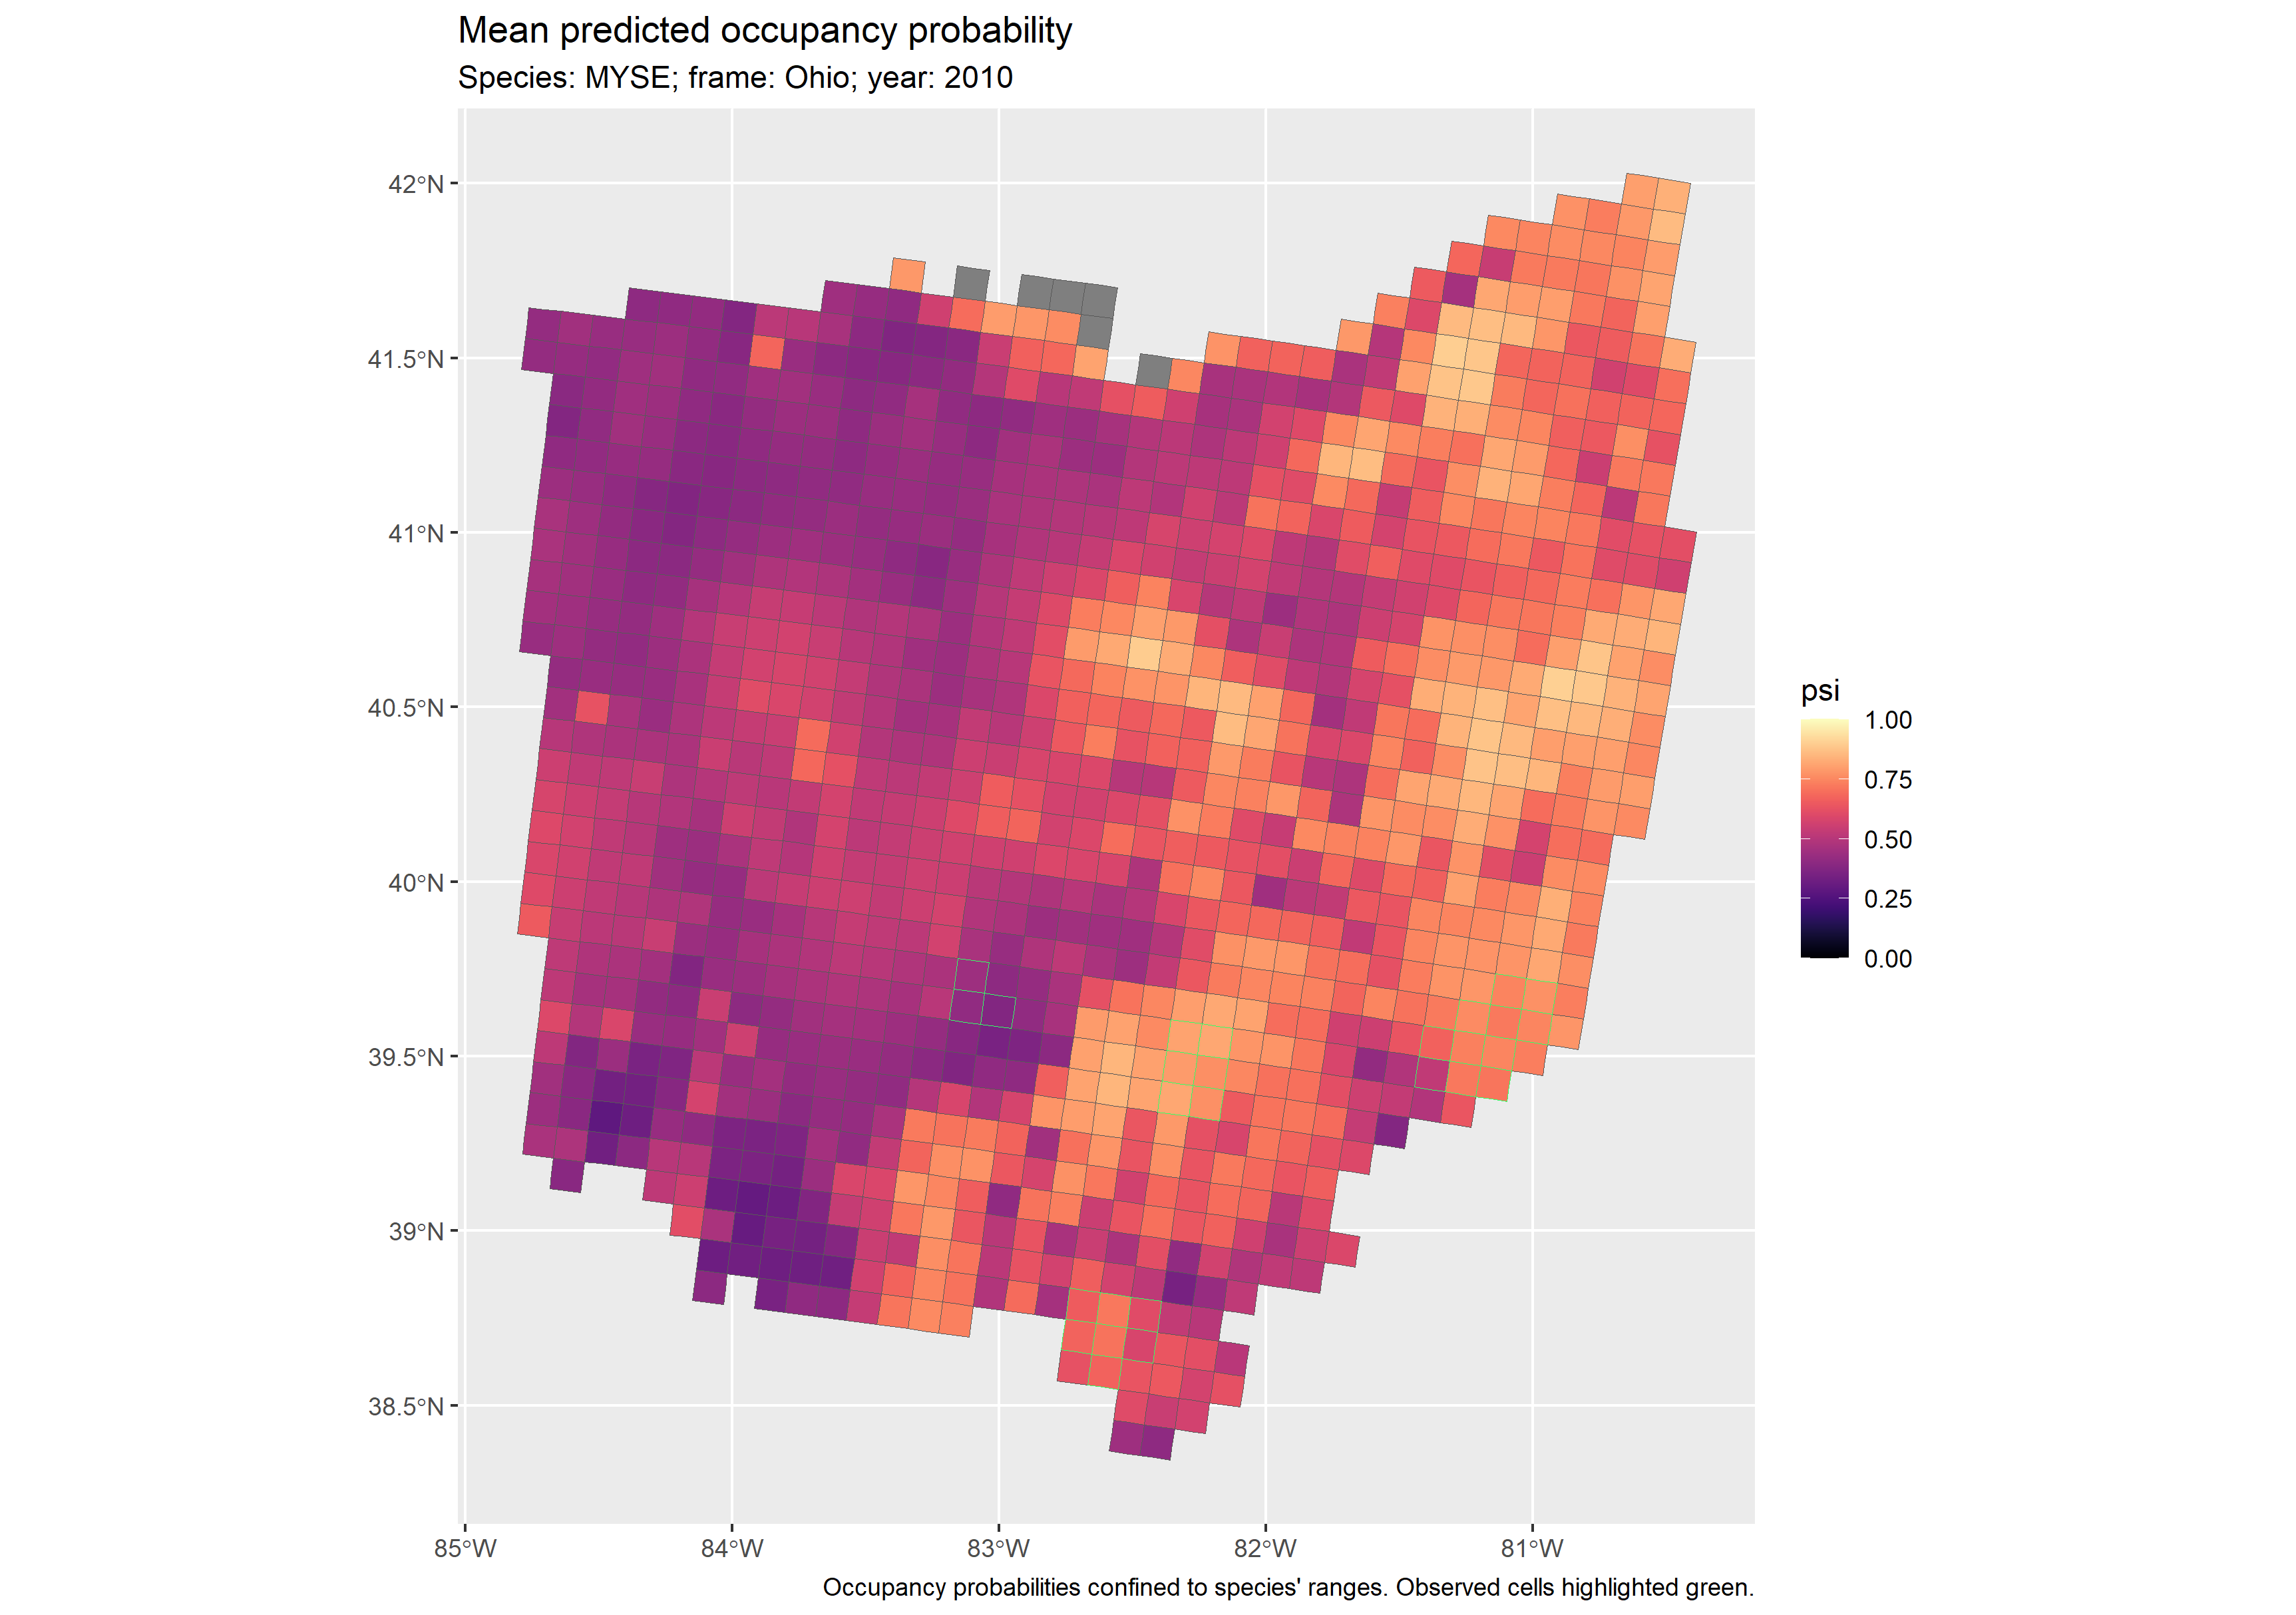 Mean predicted occupancy probability
Species: MYSE; frame: Ohio; year: 2010
42°N
41.5°N
41°N
40.5°N
40°N
39.5°N
39°N
38.5°N
85°W
84°W
83°W
82°W
81°W
psi
1.00
0.75
0.50
0.25
0.00
Occupancy probabilities confined to species' ranges. Observed cells highlighted green.